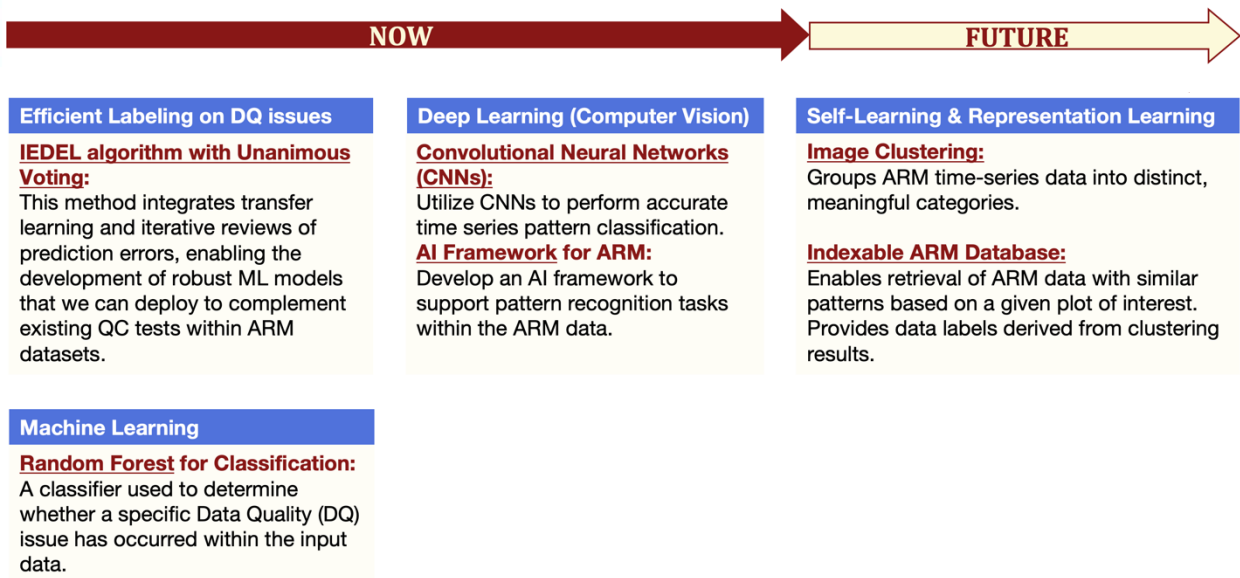 NOW
FUTURE
Efficient Labeling on DQ issues
IEDEL algorithm with Unanimous
Voting:
This method integrates transfer
learning and iterative reviews of
prediction errors, enabling the
development of robust ML models
that we can deploy to complement
existing QC tests within ARM
datasets.
Machine Learning
Random Forest for Classification:
A classifier used to determine
whether a specific Data Quality (DQ)
issue has occurred within the input
data.
Deep Learning (Computer Vision)
Convolutional Neural Networks
(CNNs):
Utilize CNNs to perform accurate
time series pattern classification.
AI Framework for ARM:
Develop an AI framework to
support pattern recognition tasks
within the ARM data.
Self-Learning & Representation Learning
Image Clustering:
Groups ARM time-series data into distinct,
meaningful categories.
Indexable ARM Database:
Enables retrieval of ARM data with similar
patterns based on a given plot of interest.
Provides data labels derived from clustering
results.